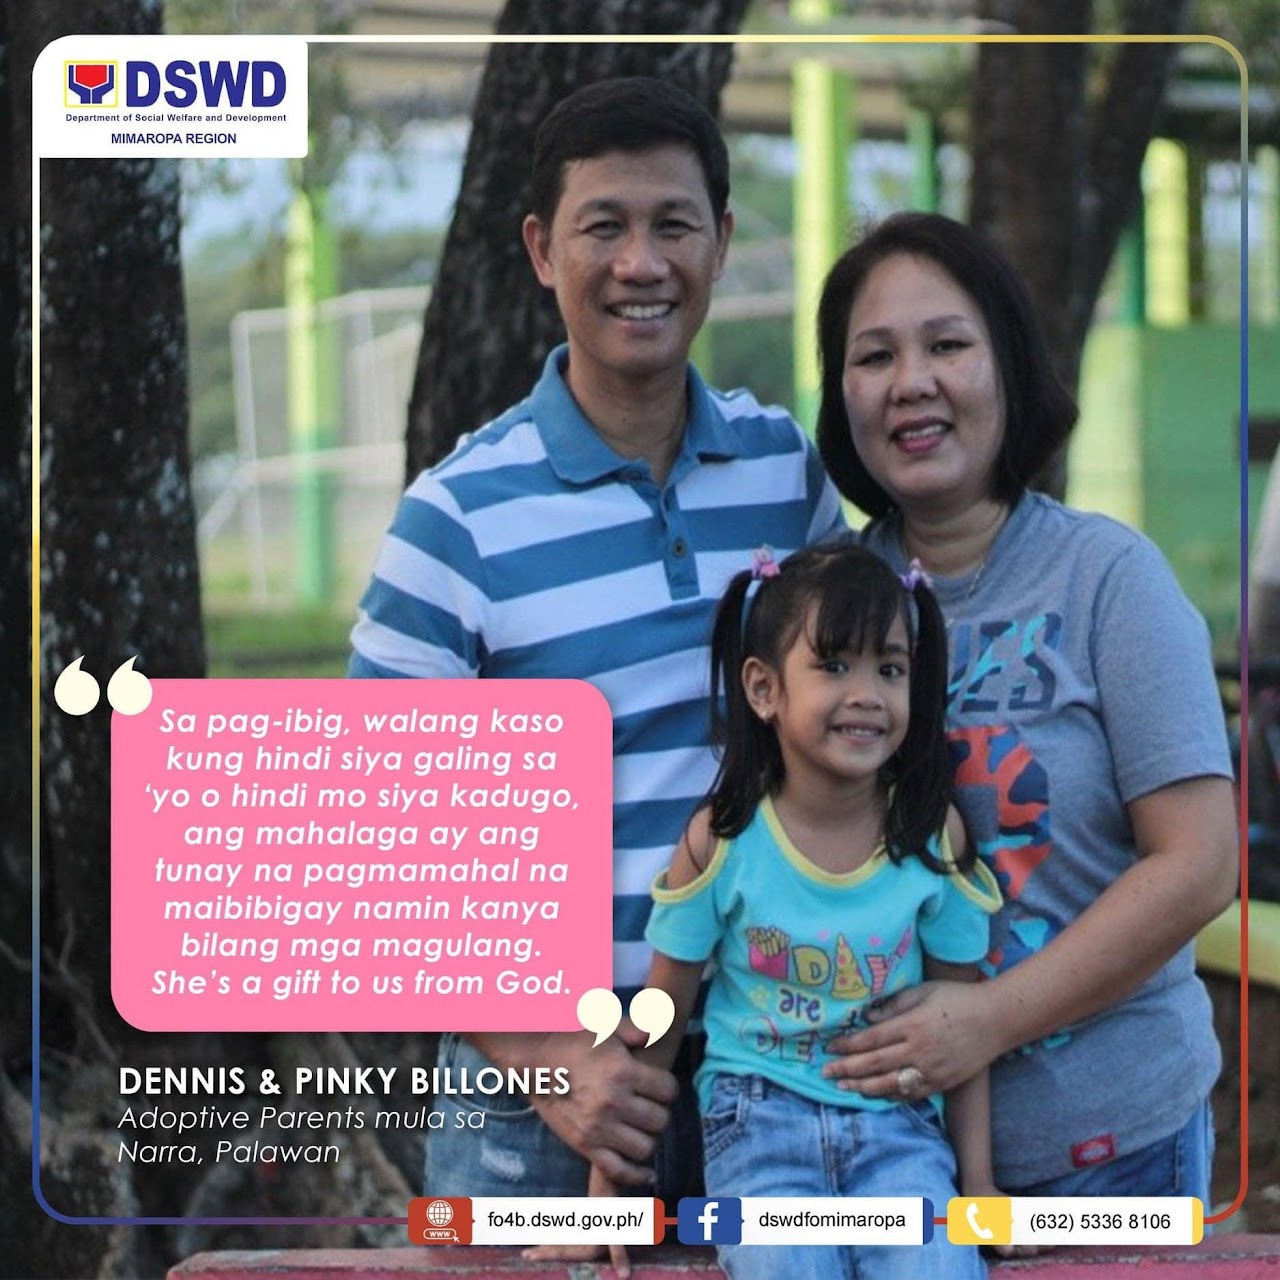 DSWD
Department of Social Welfare and Development
MIMAROPA REGION
UES
“Sa pag-ibig, walang kaso
kung hindi siya galing sa
‘yo o hindi mo siya kadugo,
ang mahalaga ay ang
tunay na pagmamahal na
maibibigay namin kanya
bilang mga magulang.
She’s a gift to us from God.”
DAY
are
DENNIS & PINKY BILLONES
Adoptive Parents mula sa
Narra, Palawan
www
fo4b.dswd.gov.ph/
f
dswdfomimaropa
(632) 5336 8106